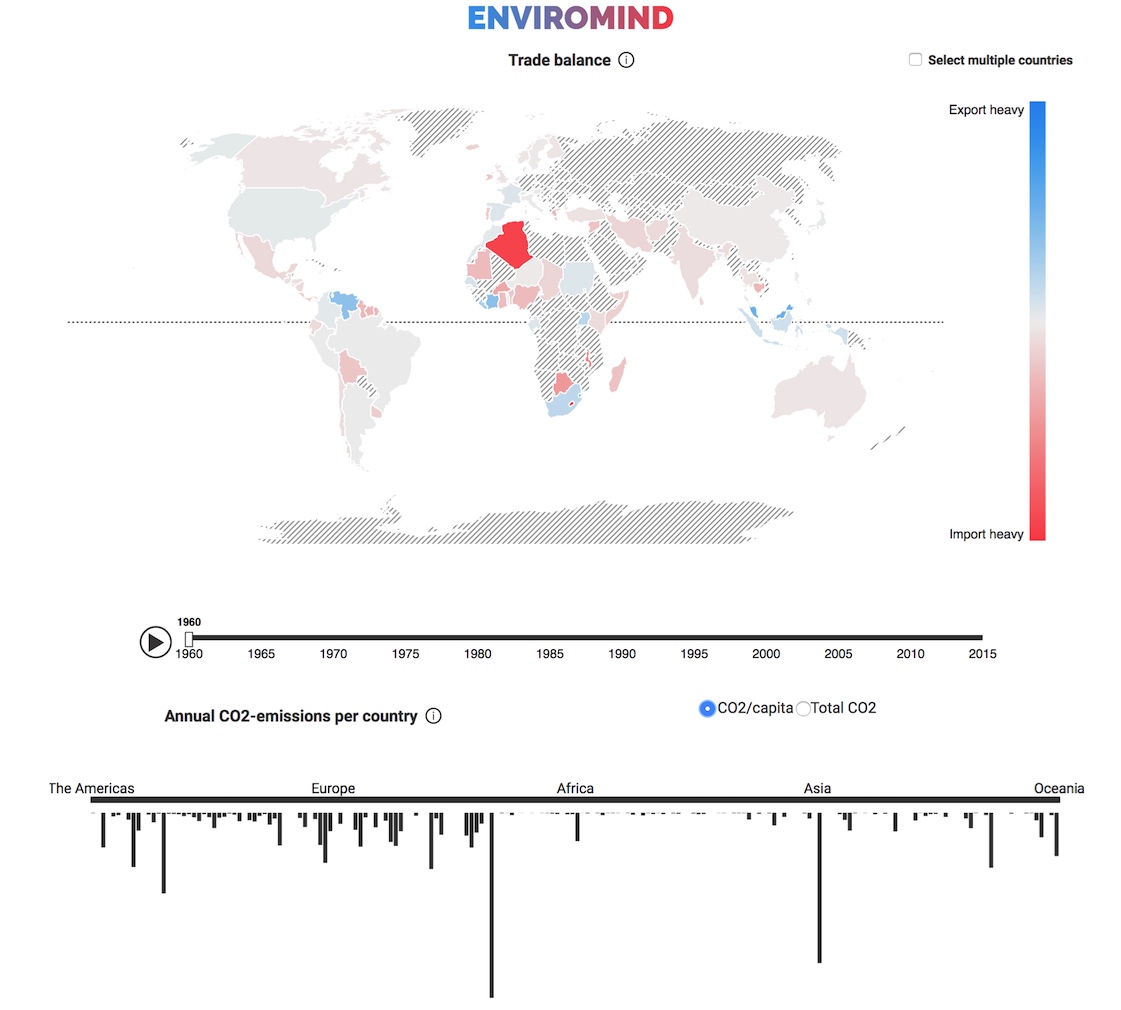 ENVIROMIND
Trade balance i
Select multiple countries
Export heavy
Import heavy
1960
1960 1965 1970 1975 1980 1985 1990 1995 2000 2005 2010 2015
Annual CO2-emissions per country i
CO2/capita Total CO2
The Americas Europe Africa Asia Oceania